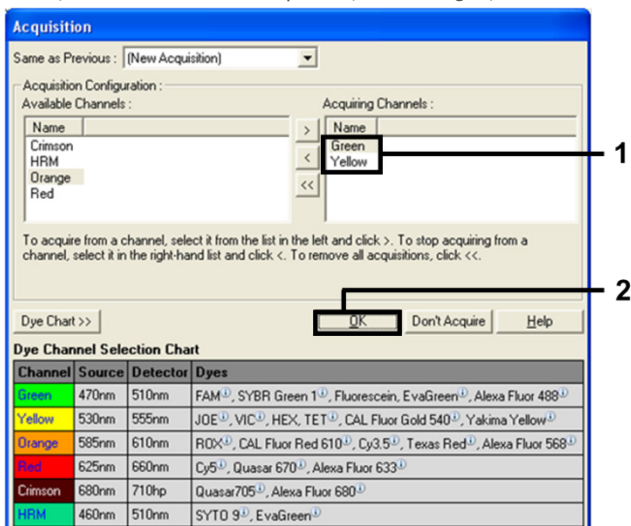 Acquisition
Same as Previous : (New Acquisition)
Acquisition Configuration :
Available Channels :
Acquiring Channels :
Name
Crimson
HRM
Orange
Red
>
<
<<
Name
Green
Yellow
1
To acquire from a channel, select it from the list in the left and click >. To stop acquiring from a
channel, select it in the right-hand list and click <. To remove all acquisitions, click <<.
2
Dye Chart >>
OK
Don't Acquire
Help
Dye Channel Selection Chart
Channel Source Detector Dyes
Green 470nm 510nm FAM, SYBR Green 1, Fluorescein, EvaGreen, Alexa Fluor 488
Yellow 530nm 555nm JOE, VIC, HEX, TET, CAL Fluor Gold 540, Yakima Yellow
Orange 585nm 610nm ROX, CAL Fluor Red 610, Cy3.5, Texas Red, Alexa Fluor 568
Red 625nm 660nm Cy5, Quasar 670, Alexa Fluor 633
Crimson 680nm 710hp Quasar705, Alexa Fluor 680
HRM 460nm 510nm SYTO 9, EvaGreen